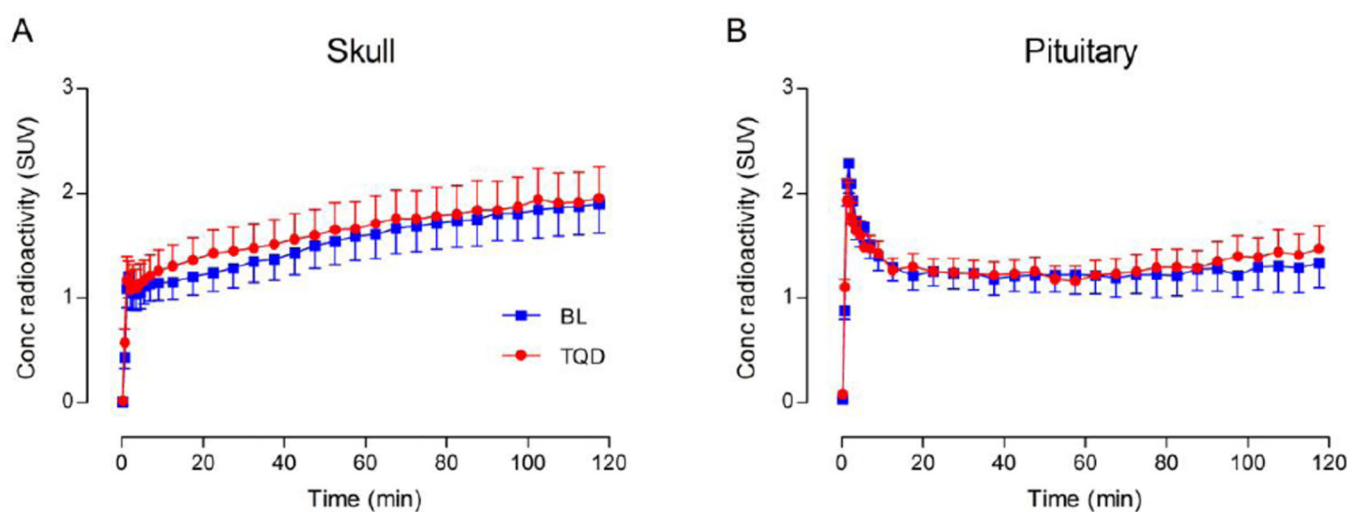 A
Skull
Conc radioactivity (SUV)
3
2
1
0
BL
TQD
0 20 40 60 80 100 120
Time (min)
B
Pituitary
Conc radioactivity (SUV)
3
2
1
0
0 20 40 60 80 100 120
Time (min)